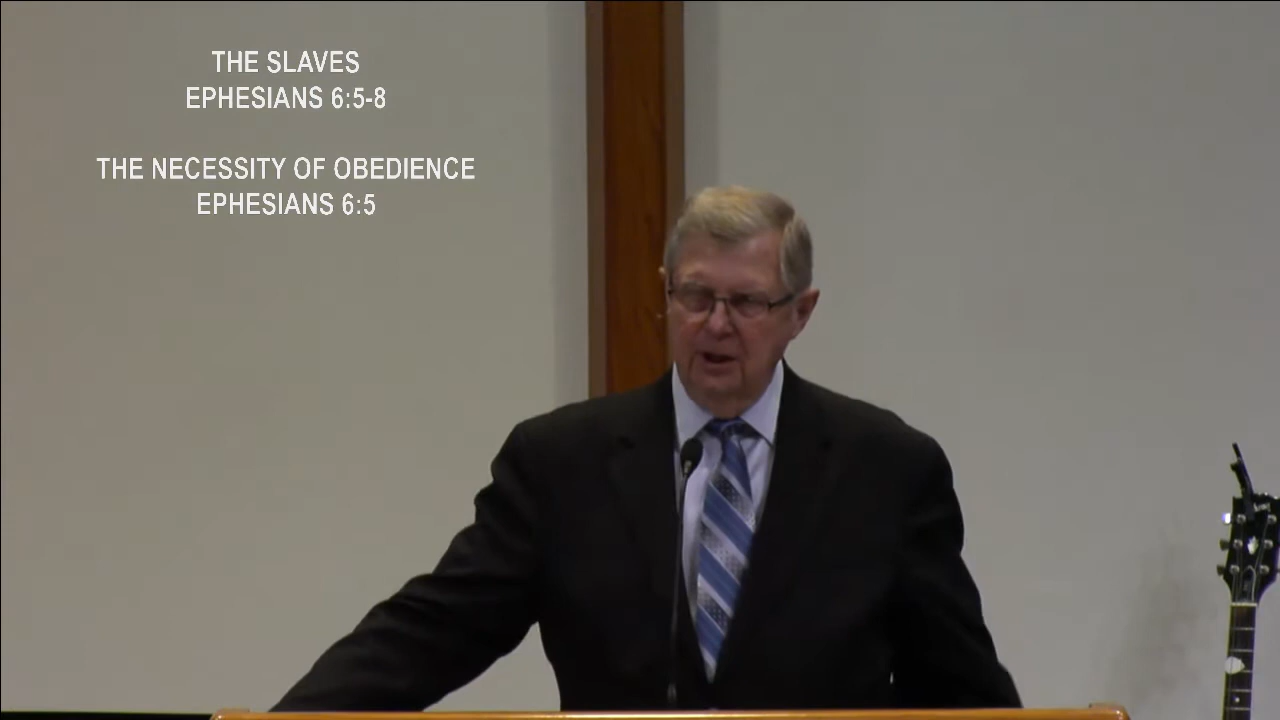 THE SLAVES
EPHESIANS 6:5-8
THE NECESSITY OF OBEDIENCE
EPHESIANS 6:5